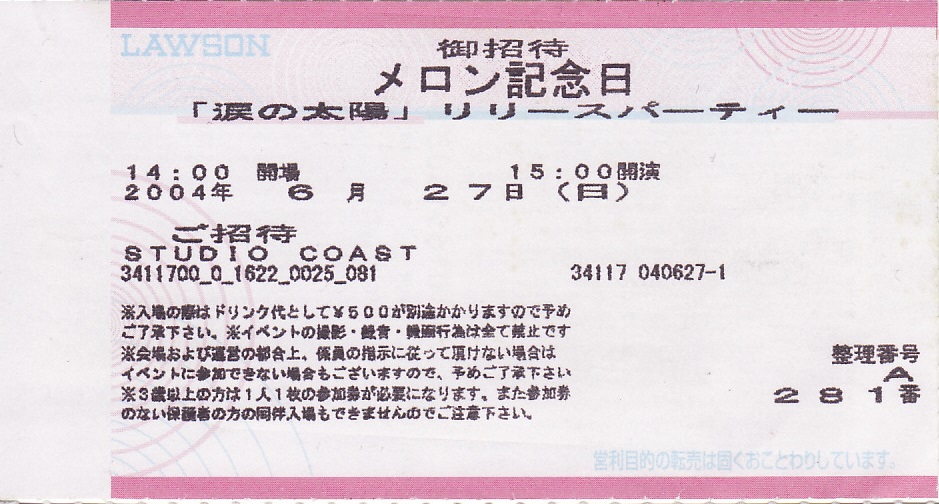 LAWSON
御招待
メロン記念日
「涙の太陽」リリースパーティー
14:00 開場 15:00開演
2004年 6月 27日 (日)
ご招待
STUDIO COAST
3411700_0_1622_0025_081 34117 040627-1
※入場の際はドリンク代として¥500が別途かかりますので予め
ご了承下さい。※イベントの撮影・録音・録画行為は全て禁止です
※会場および運営の都合上、係員の指示に従って頂けない場合は
イベントに参加できない場合もございますので、予めご了承下さい
※3歳以上の方は1人1枚の参加券が必要になります。また参加券
のない保護者の方の同伴入場もできませんのでご注意下さい。
整理番号
A
281番
営利目的の転売は固くおことわりしています。